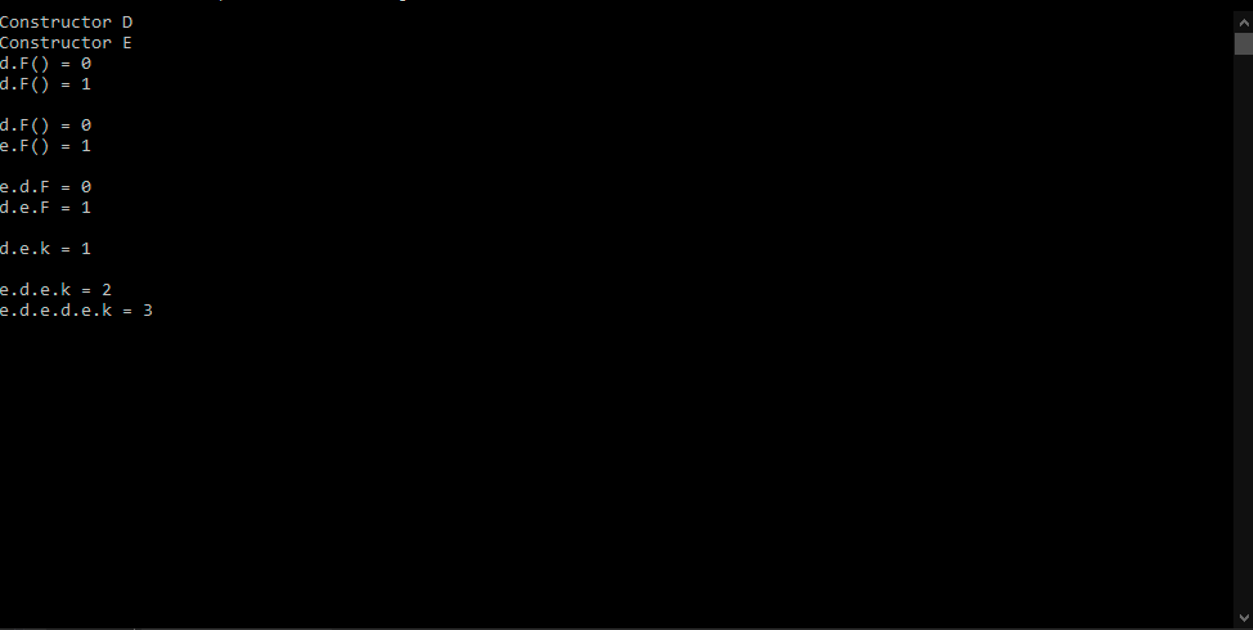 Constructor D
Constructor E
d.F() = 0
d.F() = 1
d.F() = 0
e.F() = 1
e.d.F = 0
d.e.F = 1
d.e.k = 1
e.d.e.k = 2
e.d.e.d.e.k = 3